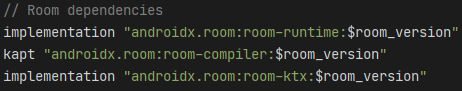 // Room dependencies
implementation "androidx.room:room-runtime:$room_version"
kapt "androidx.room:room-compiler:$room_version"
implementation "androidx.room:room-ktx:$room_version"